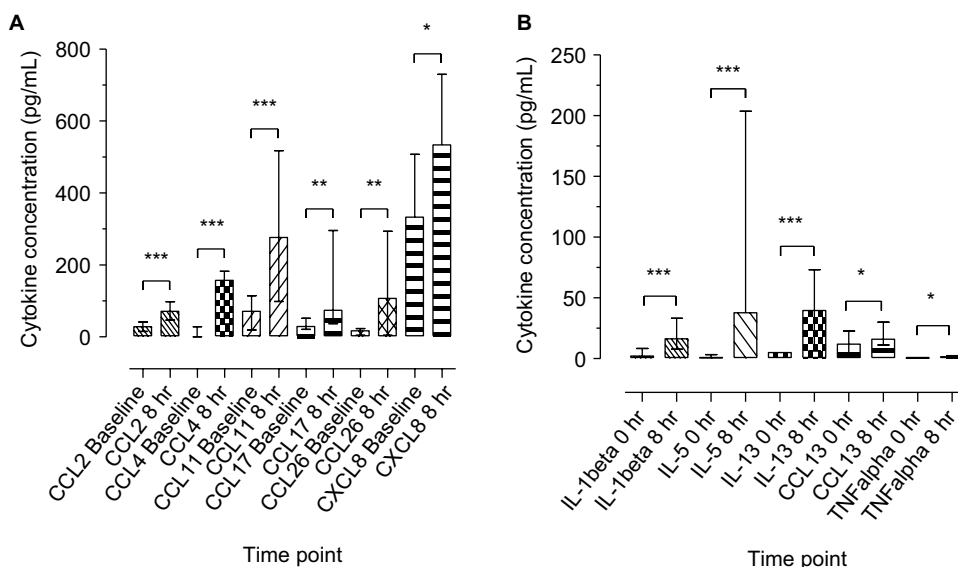 A
Cytokine concentration (pg/mL)
800
600
400
200
0
***
***
***
**
**
*
CCL2 Baseline
CCL2 8 hr
CCL4 Baseline
CCL4 8 hr
CCL11 Baseline
CCL11 8 hr
CCL17 Baseline
CCL17 8 hr
CCL26 Baseline
CCL26 8 hr
CXCL8 Baseline
CXCL8 8 hr
Time point
B
Cytokine concentration (pg/mL)
250
200
150
100
50
0
***
***
***
*
*
IL-1beta 0 hr
IL-1beta 8 hr
IL-5 0 hr
IL-5 8 hr
IL-13 0 hr
IL-13 8 hr
CCL13 0 hr
CCL13 8 hr
TNFalpha 0 hr
TNFalpha 8 hr
Time point